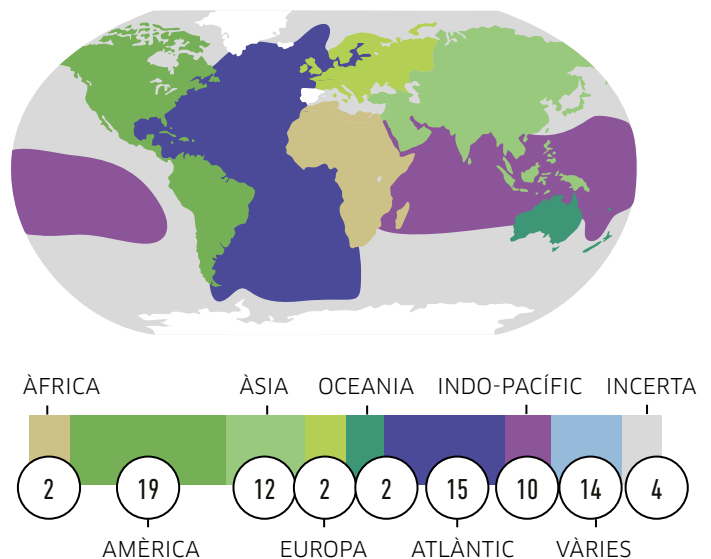 ÀFRICA ÀSIA OCEANIA INDO-PACÍFIC INCERTA
2 19 12 2 2 15 10 14 4
AMÈRICA EUROPA ATLÀNTIC VÀRIES